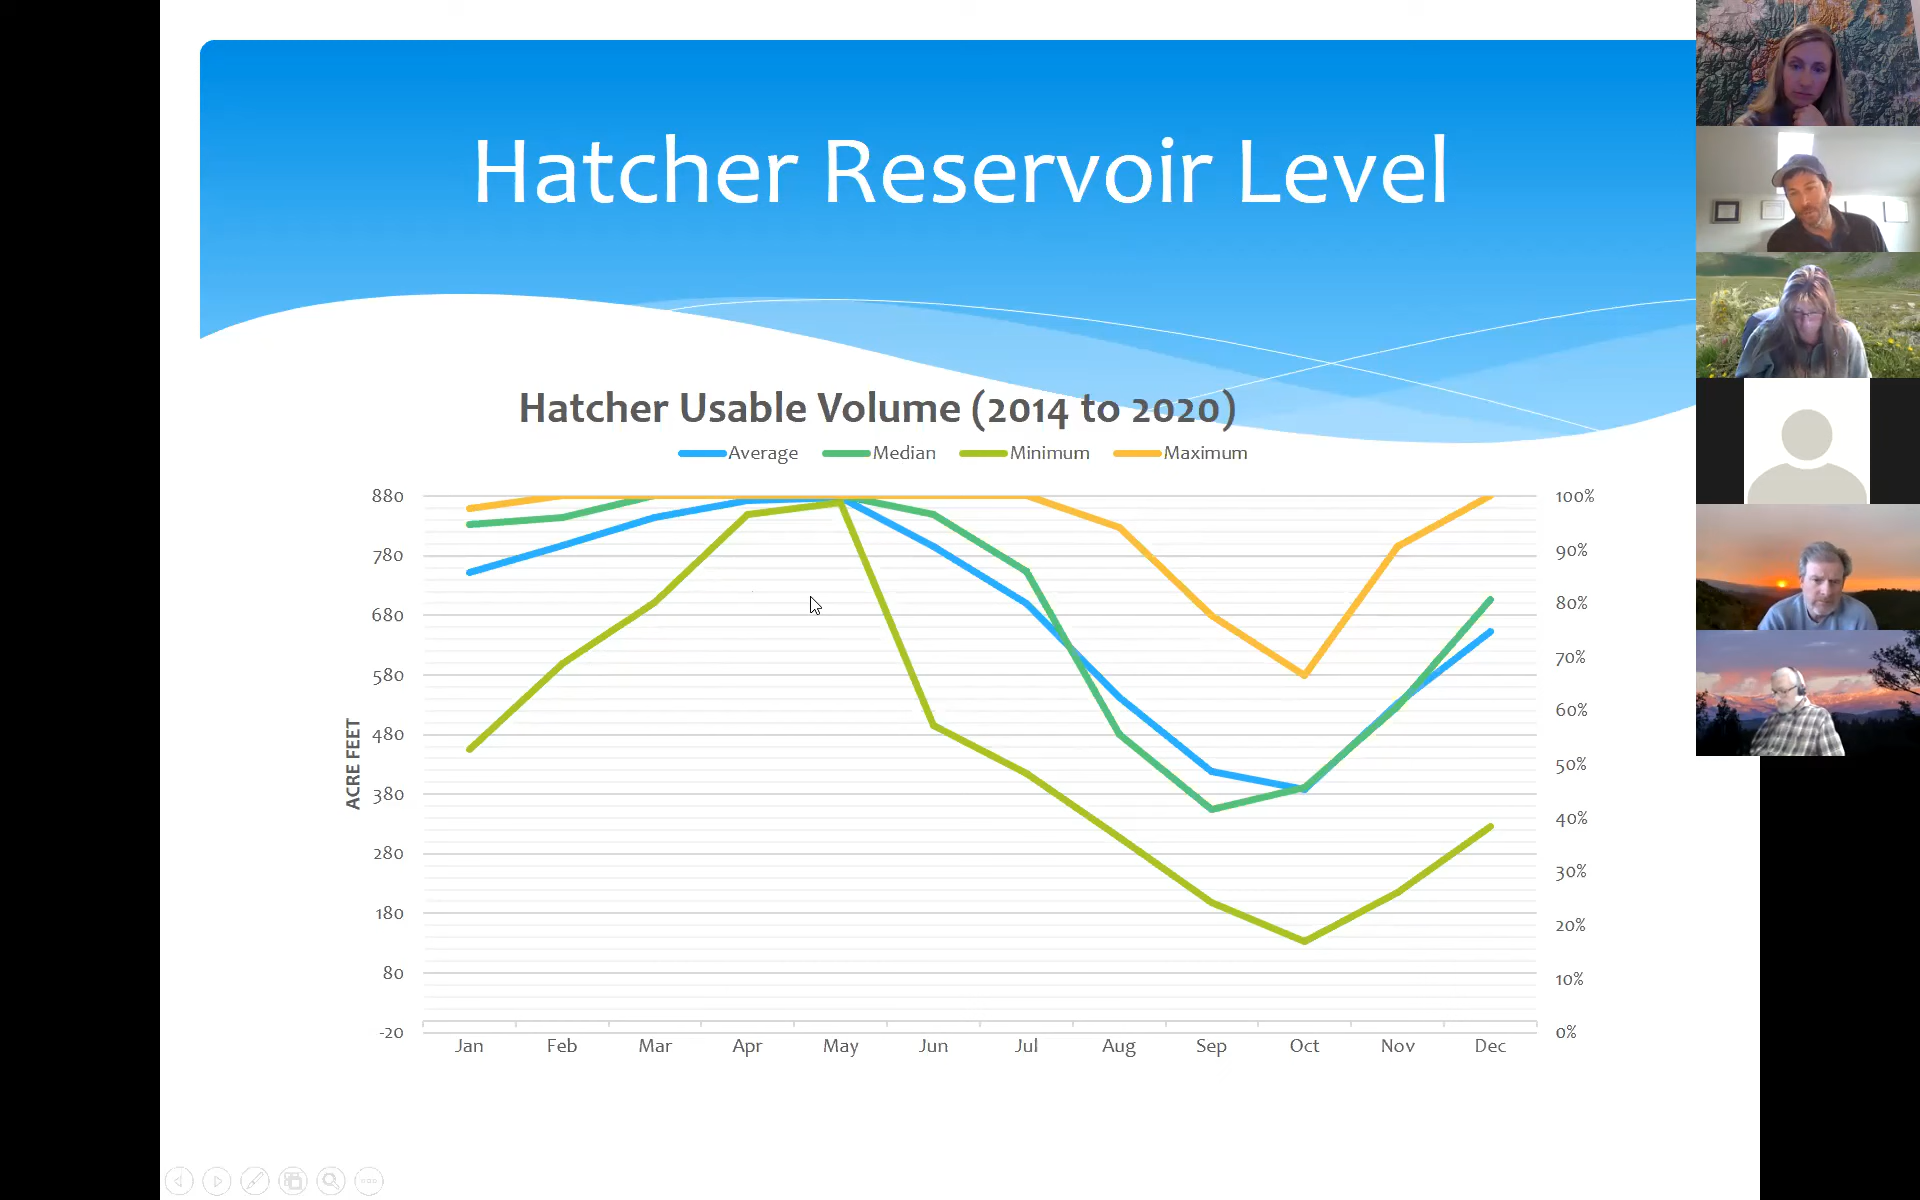 Hatcher Reservoir Level
Hatcher Usable Volume (2014 to 2020)
Average Median Minimum Maximum
880 100%
780 90%
680 80%
580 70%
480 60%
380 50%
280 40%
180 30%
80 20%
-20 10%
0%
ACRE FEET
Jan Feb Mar Apr May Jun Jul Aug Sep Oct Nov Dec